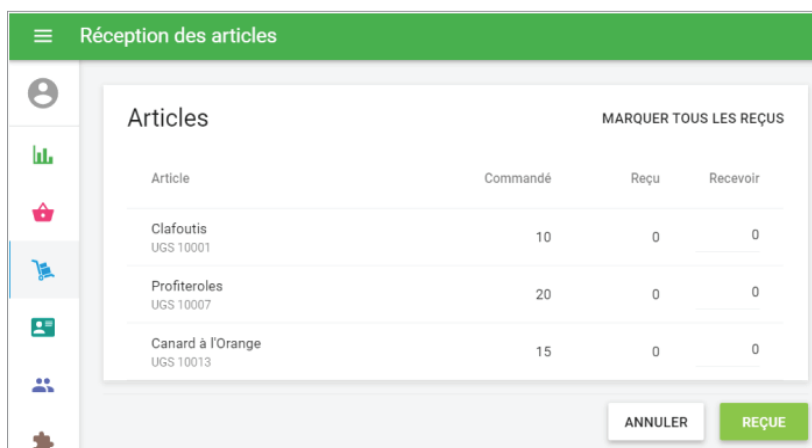 Réception des articles
Articles
MARQUER TOUS LES REÇUS
Article Commandé Reçu Recevoir
Clafoutis
UGS 10001
10 0 0
Profiteroles
UGS 10007
20 0 0
Canard à l'Orange
UGS 10013
15 0 0
ANNULER REÇUE